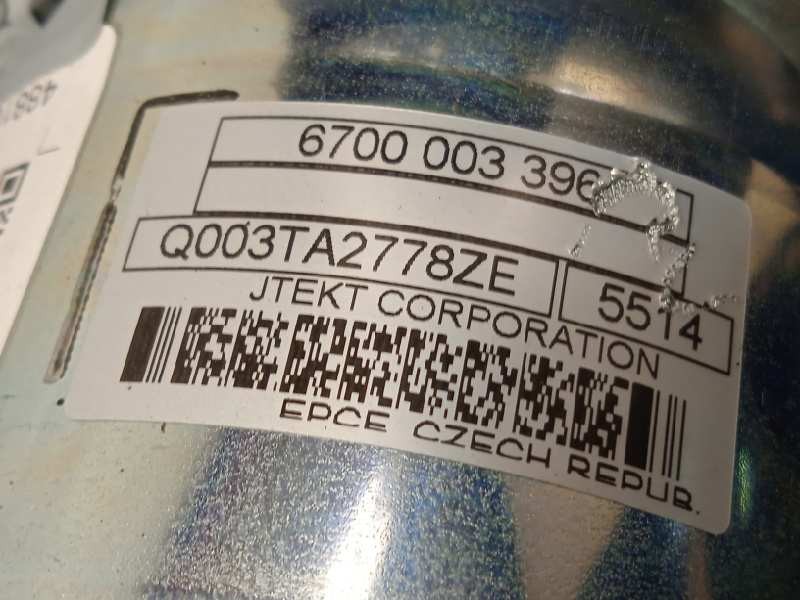 6700 003 396
Q003TA2778ZE 5514
JTEKT CORPORATION
EPCE CZECH REPUB.